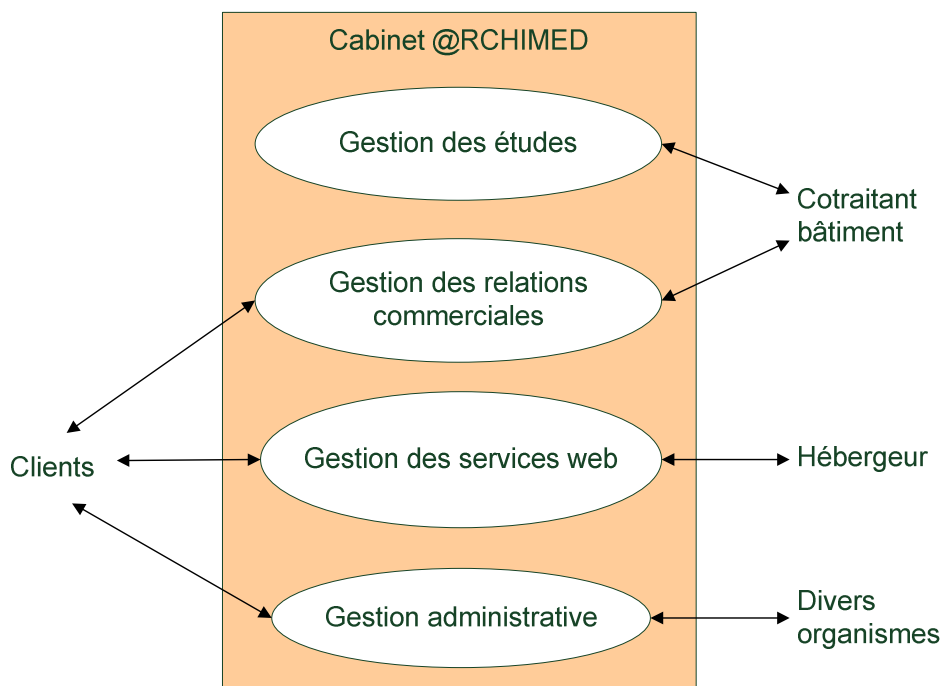 Cabinet @RCHIMED
Gestion des études
Cotraitant
bâtiment
Gestion des relations
commerciales
Clients
Gestion des services web
Hébergeur
Gestion administrative
Divers
organismes